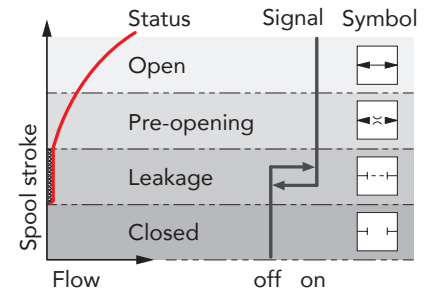 Status Signal Symbol
Open
Pre-opening
Leakage
Closed
Spool stroke
Flow off on